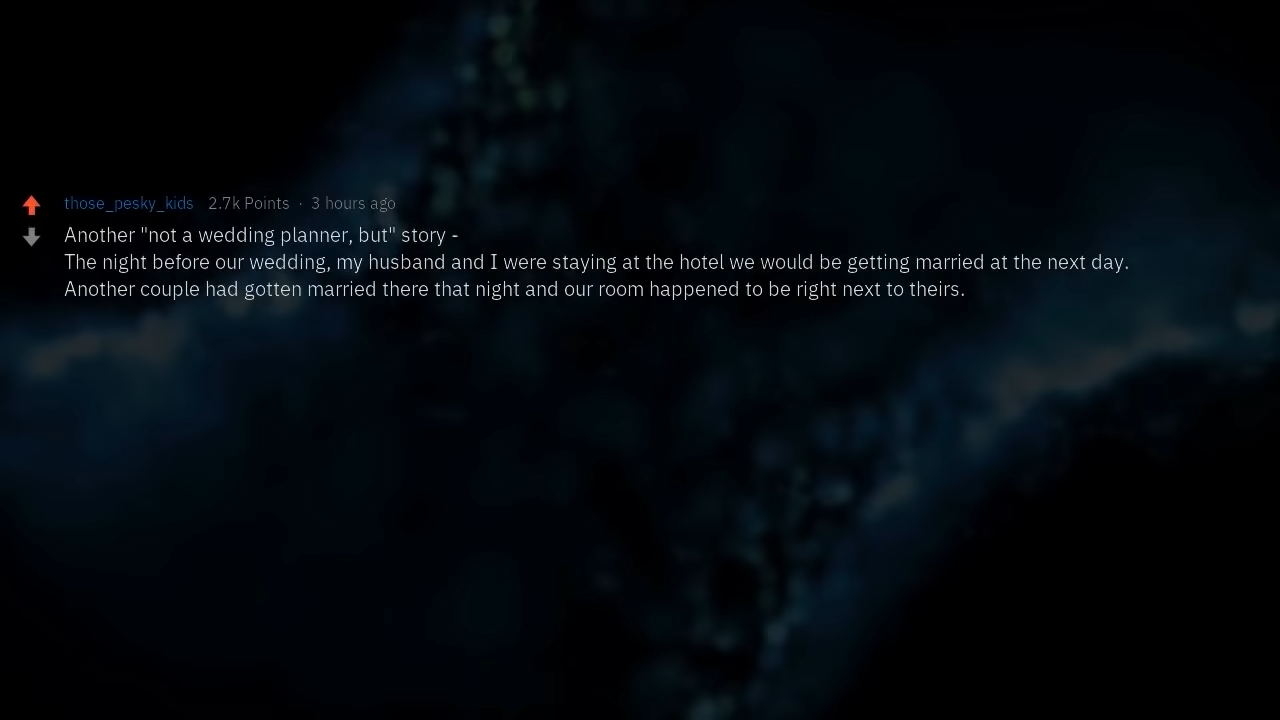 those_pesky_kids 2.7k Points · 3 hours ago
Another "not a wedding planner, but" story -
The night before our wedding, my husband and I were staying at the hotel we would be getting married at the next day.
Another couple had gotten married there that night and our room happened to be right next to theirs.